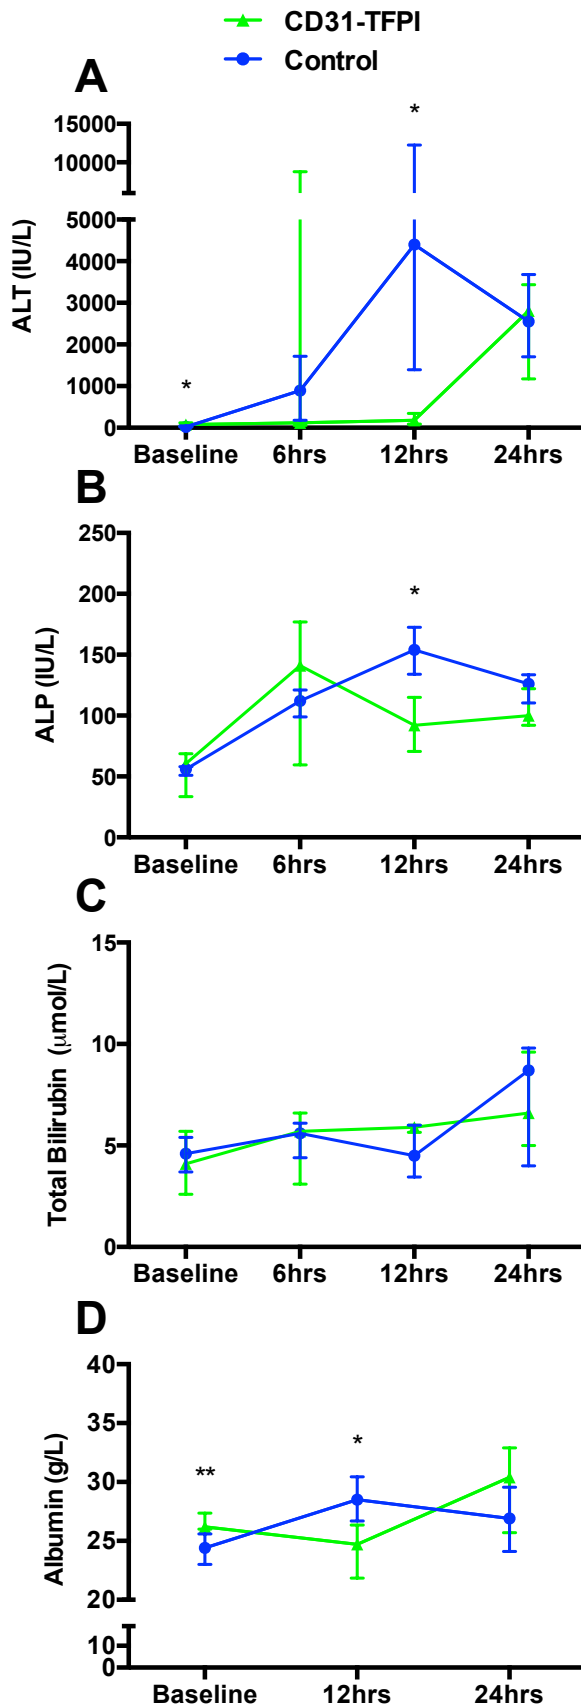 CD31-TFPI
Control
A
*
*
ALT (IU/L)
15000
10000
5000
4000
3000
2000
1000
0
Baseline 6hrs 12hrs 24hrs
B
*
ALP (IU/L)
250
200
150
100
50
0
Baseline 6hrs 12hrs 24hrs
C
Total Bilirubin (μmol/L)
15
10
5
0
Baseline 6hrs 12hrs 24hrs
D
**
*
Albumin (g/L)
40
35
30
25
20
10
0
Baseline 12hrs 24hrs